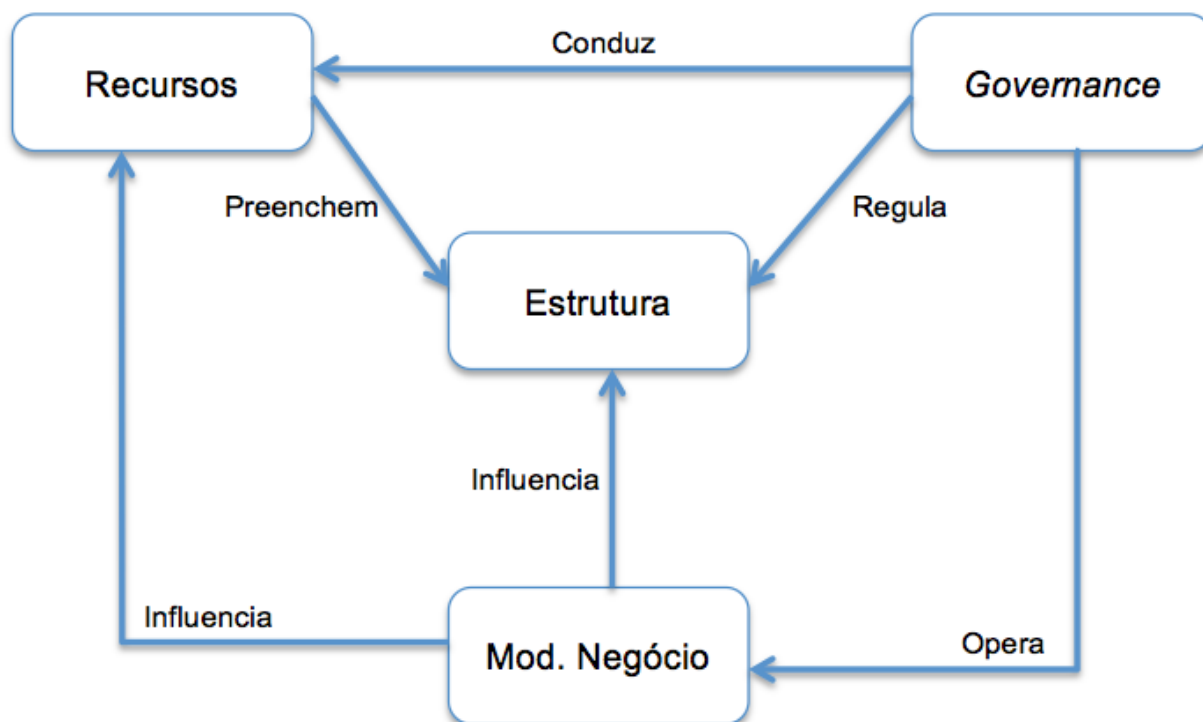 Conduz
Recursos
Governance
Preenchem
Regula
Estrutura
Influencia
Influencia
Mod. Negócio
Opera